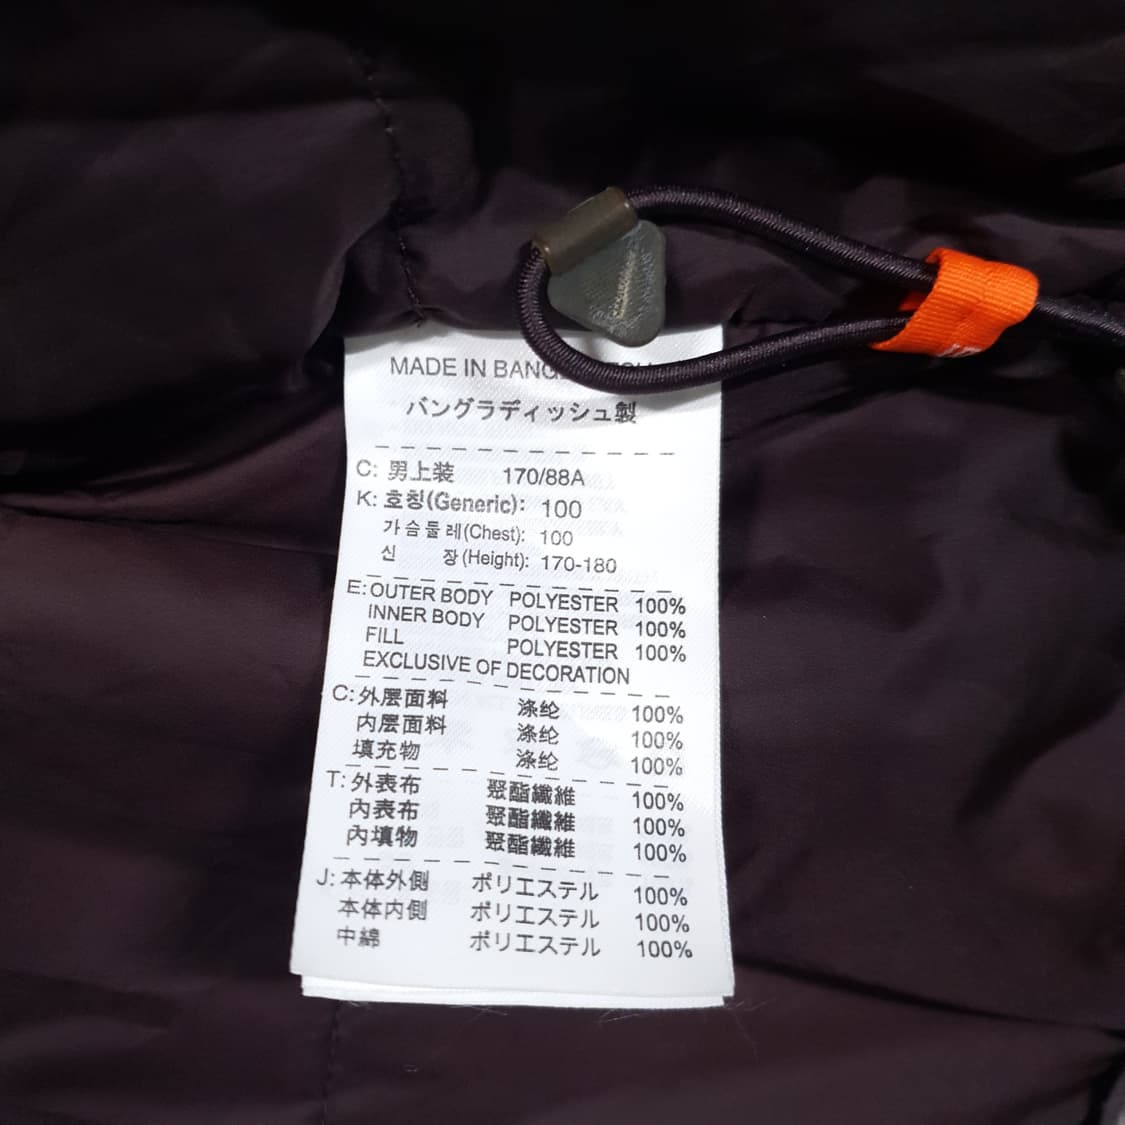 MADE IN
バングラディッシュ製
C: 男上装 170/88A
K: 호칭(Generic): 100
가슴둘레(Chest): 100
신 장(Height): 170-180
E: OUTER BODY POLYESTER 100%
INNER BODY POLYESTER 100%
FILL POLYESTER 100%
EXCLUSIVE OF DECORATION
C: 外层面料 涤纶 100%
内层面料 涤纶 100%
填充物 涤纶 100%
T: 外表布 聚酯纖維 100%
內表布 聚酯纖維 100%
內填物 聚酯纖維 100%
J: 本体外側 ポリエステル 100%
本体内側 ポリエステル 100%
中綿 ポリエステル 100%